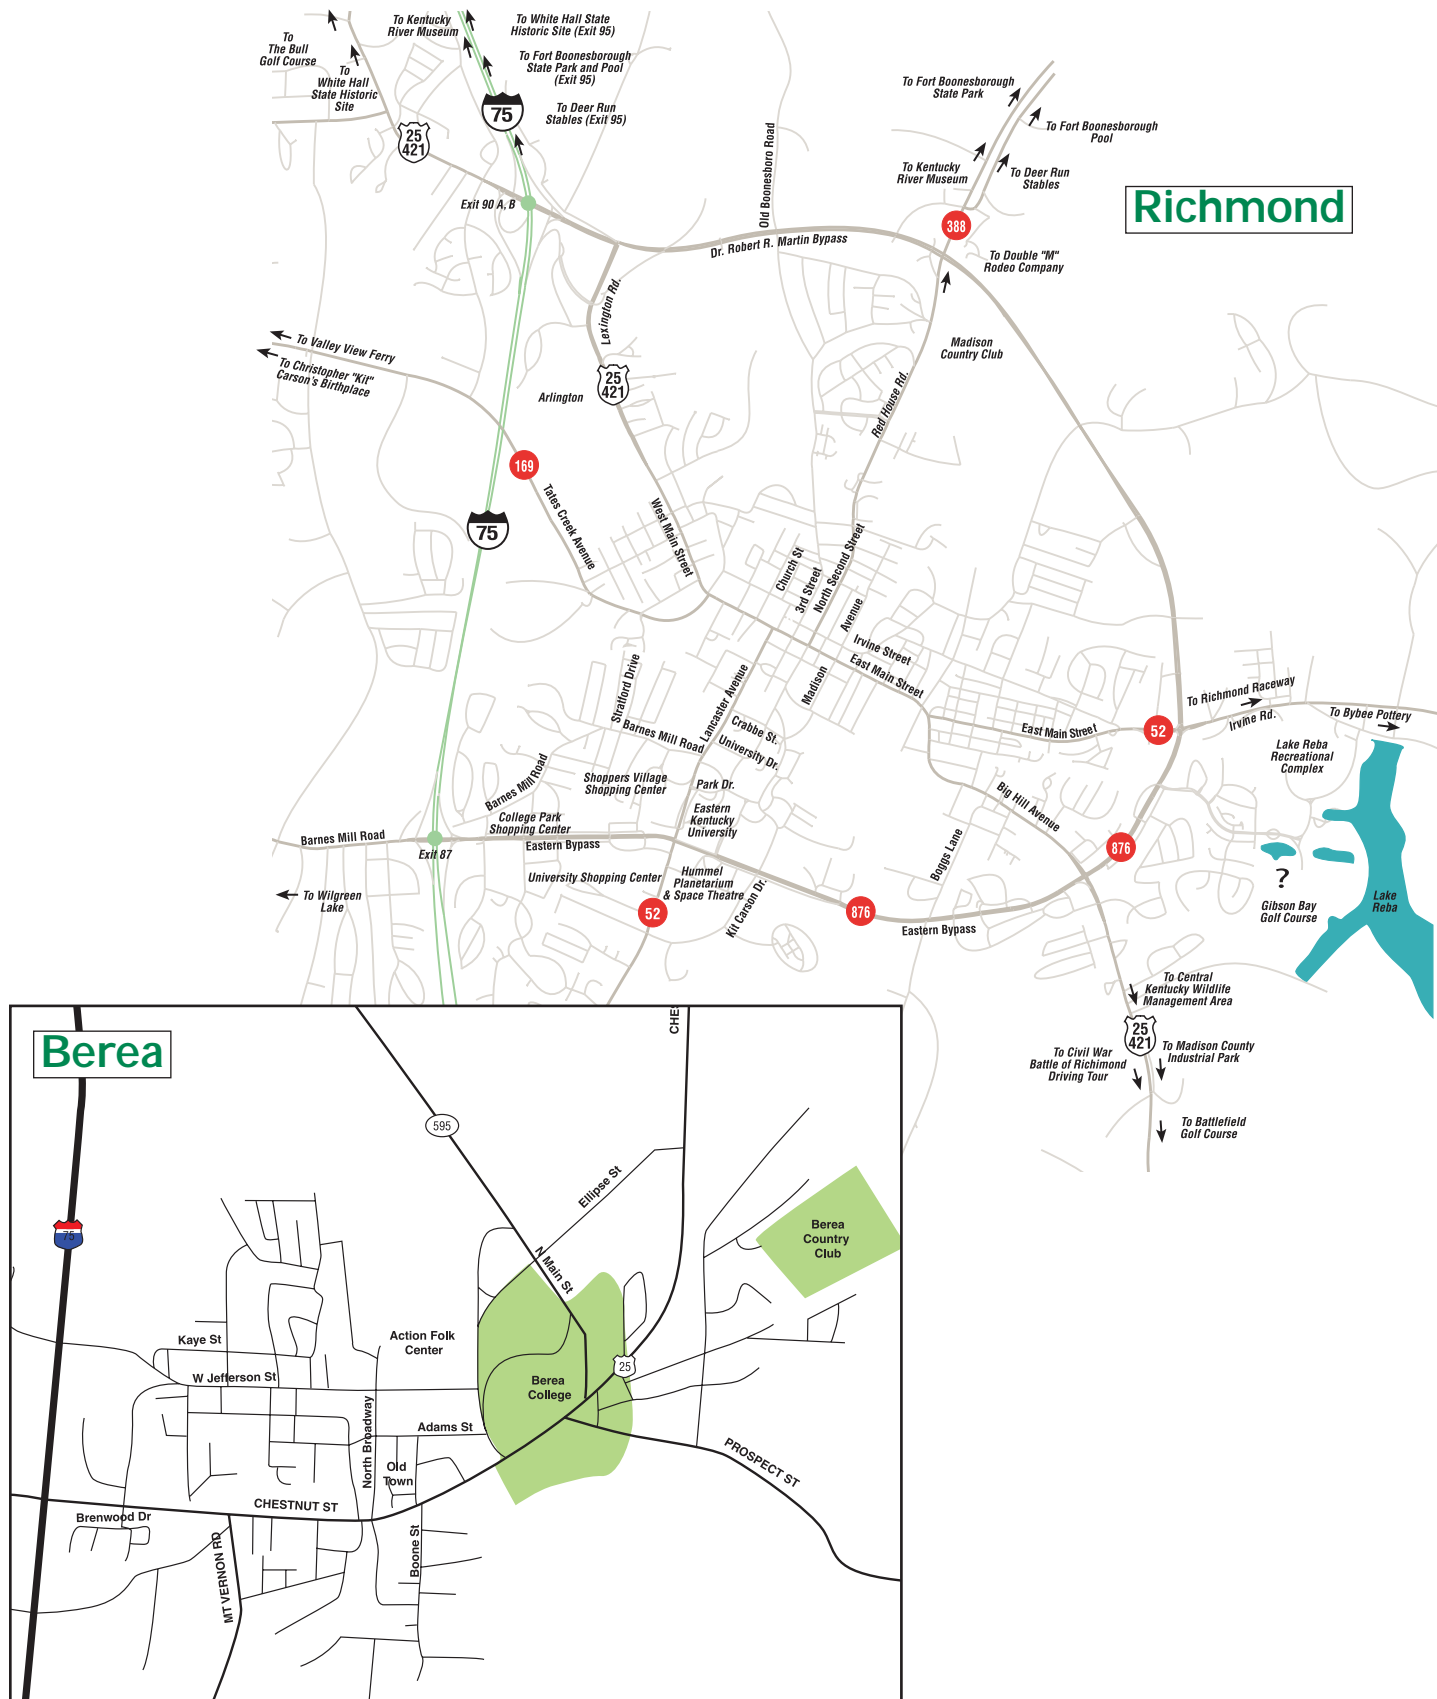 To
The Bull
Golf Course
To Kentucky
River Museum
To White Hall State
Historic Site (Exit 95)
To Fort Boonesborough
State Park and Pool
(Exit 95)
To
White Hall
State Historic
Site
To Deer Run
Stables (Exit 95)
75
25
421
Exit 90 A, B
Old Boonesboro Road
To Fort Boonesborough
State Park
To Fort Boonesborough
Pool
To Kentucky
River Museum
To Deer Run
Stables
Richmond
388
Dr. Robert R. Martin Bypass
To Double "M"
Rodeo Company
Lexington Rd.
To Valley View Ferry
To Christopher "Kit"
Carson's Birthplace
Madison
Country Club
25
421
Arlington
Red House Rd.
169
75
Tates Creek Avenue
West Main Street
Church St
3rd Street
North Second Street
Avenue
Irvine Street
East Main Street
Madison
Stratford Drive
Lancaster Avenue
Barnes Mill Road
Crabbe St.
University Dr.
East Main Street
52
To Richmond Raceway
Irvine Rd.
To Bybee Pottery
Lake Reba
Recreational
Complex
Barnes Mill Road
Shoppers Village
Shopping Center
Park Dr.
Big Hill Avenue
College Park
Shopping Center
Eastern
Kentucky
University
Barnes Mill Road
Exit 87
Eastern Bypass
Boggs Lane
876
?
To Wilgreen
Lake
University Shopping Center
Hummel
Planetarium
& Space Theatre
Kit Carson Dr.
52
876
Eastern Bypass
Gibson Bay
Golf Course
Lake
Reba
To Central
Kentucky Wildlife
Management Area
25
421
To Civil War
Battle of Richimond
Driving Tour
To Madison County
Industrial Park
To Battlefield
Golf Course
Berea
CHES
595
Ellipse St
N Main St
75
Berea
Country
Club
Kaye St
Action Folk
Center
W Jefferson St
25
Berea
College
North Broadway
Adams St
Old
Town
PROSPECT ST
CHESTNUT ST
Brenwood Dr
MT VERNON RD
Boone St